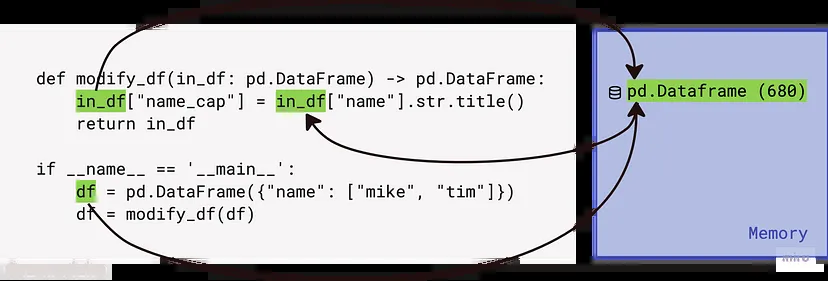 def modify_df(in_df: pd.DataFrame) -> pd.DataFrame:
    in_df["name_cap"] = in_df["name"].str.title()
    return in_df
if __name__ == '__main__':
    df = pd.DataFrame({"name": ["mike", "tim"]})
    df = modify_df(df)
pd.Dataframe (680)
Memory
miro